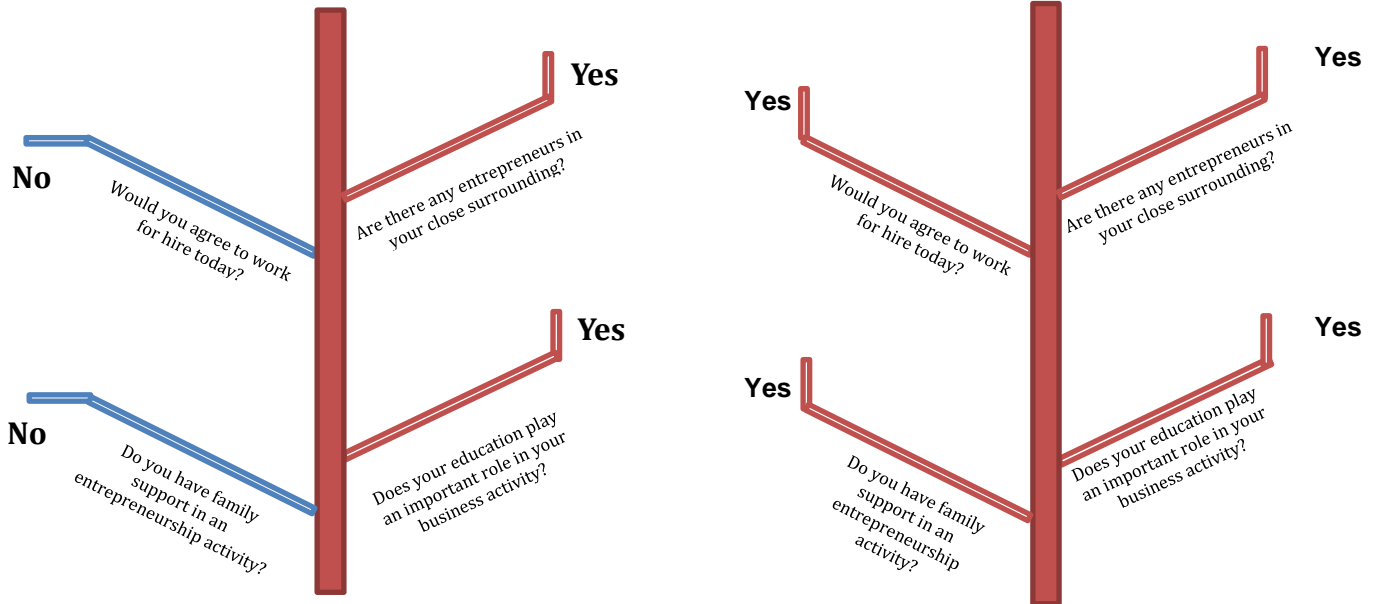 Yes
Are there any entrepreneurs in
your close surrounding?
No
Would you agree to work
for hire today?
Yes
Does your education play
an important role in your
business activity?
No
Do you have family
support in an
entrepreneurship activity?
Yes
Are there any entrepreneurs in
your close surrounding?
Yes
Would you agree to work
for hire today?
Yes
Does your education play
an important role in your
business activity?
Yes
Do you have family
support in an
entrepreneurship
activity?